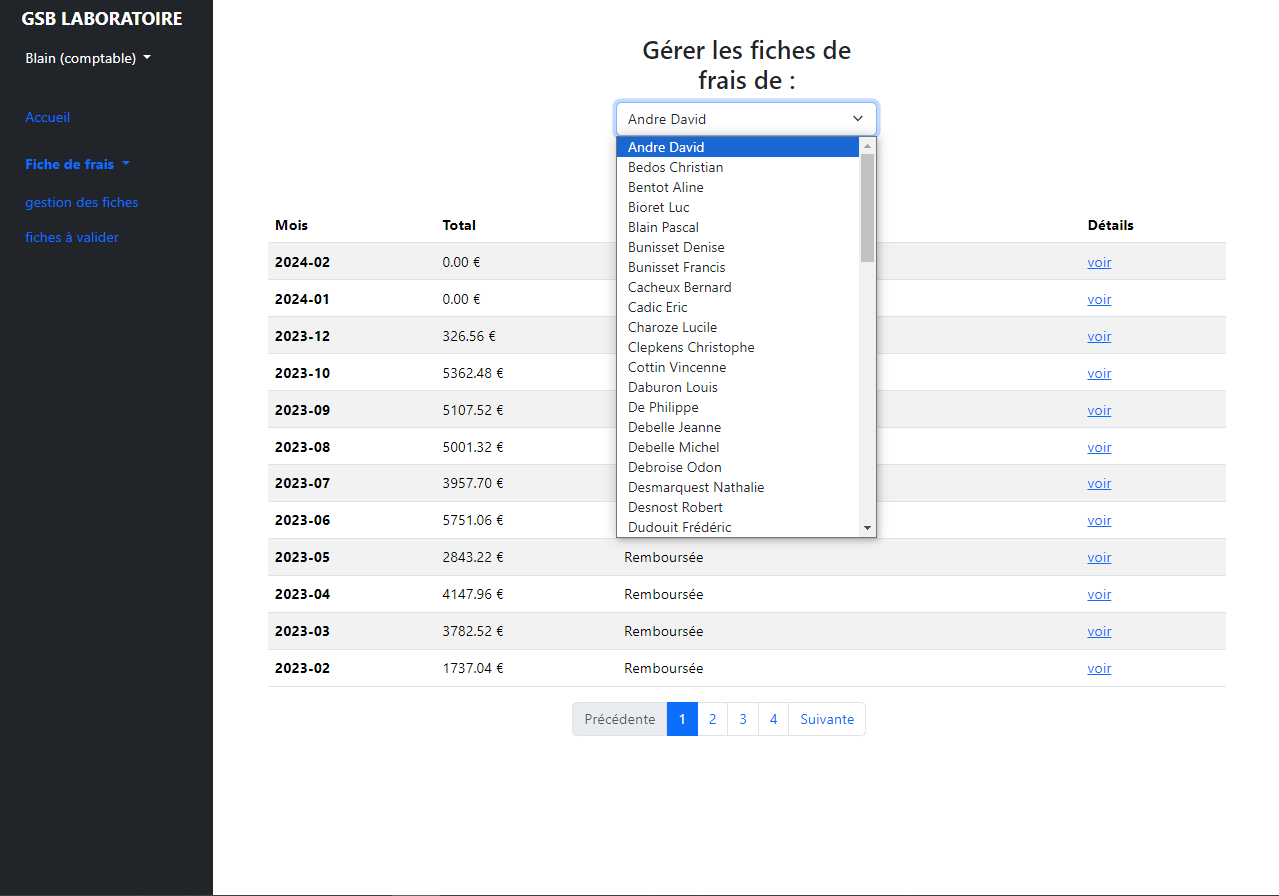 GSB LABORATOIRE
Blain (comptable)
Accueil
Fiche de frais
gestion des fiches
fiches à valider
Gérer les fiches de
frais de :
Andre David
Andre David
Bedos Christian
Bentot Aline
Bioret Luc
Blain Pascal
Bunisset Denise
Bunisset Francis
Cacheux Bernard
Cadic Eric
Charoze Lucile
Clepkens Christophe
Cottin Vincenne
Daburon Louis
De Philippe
Debelle Jeanne
Debelle Michel
Debroise Odon
Desmarquest Nathalie
Desnost Robert
Dudouit Frédéric
Mois Total Détails
2024-02 0.00 € voir
2024-01 0.00 € voir
2023-12 326.56 € voir
2023-10 5362.48 € voir
2023-09 5107.52 € voir
2023-08 5001.32 € voir
2023-07 3957.70 € voir
2023-06 5751.06 € voir
2023-05 2843.22 € Remboursée voir
2023-04 4147.96 € Remboursée voir
2023-03 3782.52 € Remboursée voir
2023-02 1737.04 € Remboursée voir
Précédente 1 2 3 4 Suivante